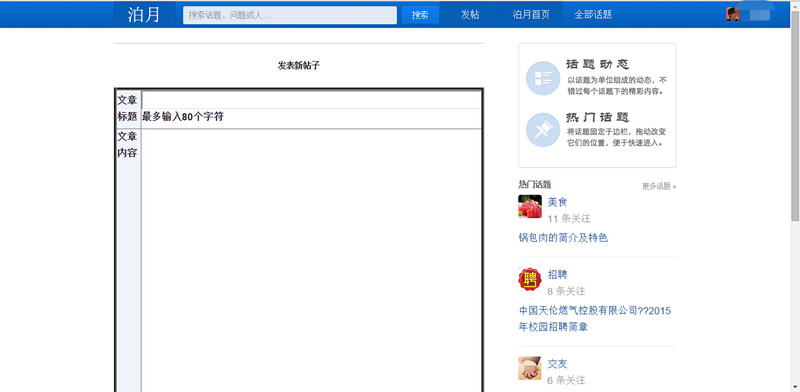 泊月
搜索话题、问题或人...
搜索
发帖
泊月首页
全部话题
发表新帖子
文章
标题
最多输入80个字符
文章
内容
话题动态
以话题为单位组成的动态，不
错过每个话题下的精彩内容。
热门话题
将话题固定于边栏，拖动改变
它们的位置，便于快速进入。
热门话题
更多话题 »
美食
11 条关注
锅包肉的简介及特色
聘
招聘
8 条关注
中国天伦燃气控股有限公司??2015
年校园招聘简章
交友
6 条关注